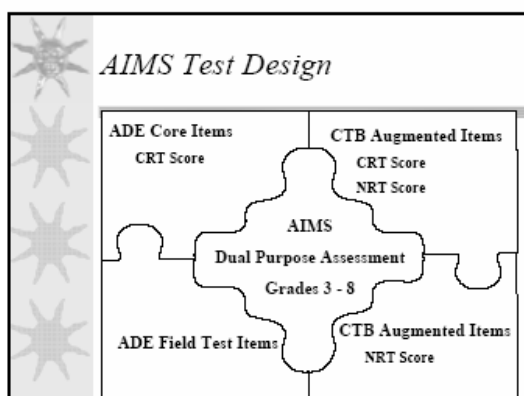 AIMS Test Design
ADE Core Items
CRT Score
CTB Augmented Items
CRT Score
NRT Score
AIMS
Dual Purpose Assessment
Grades 3 - 8
ADE Field Test Items
CTB Augmented Items
NRT Score